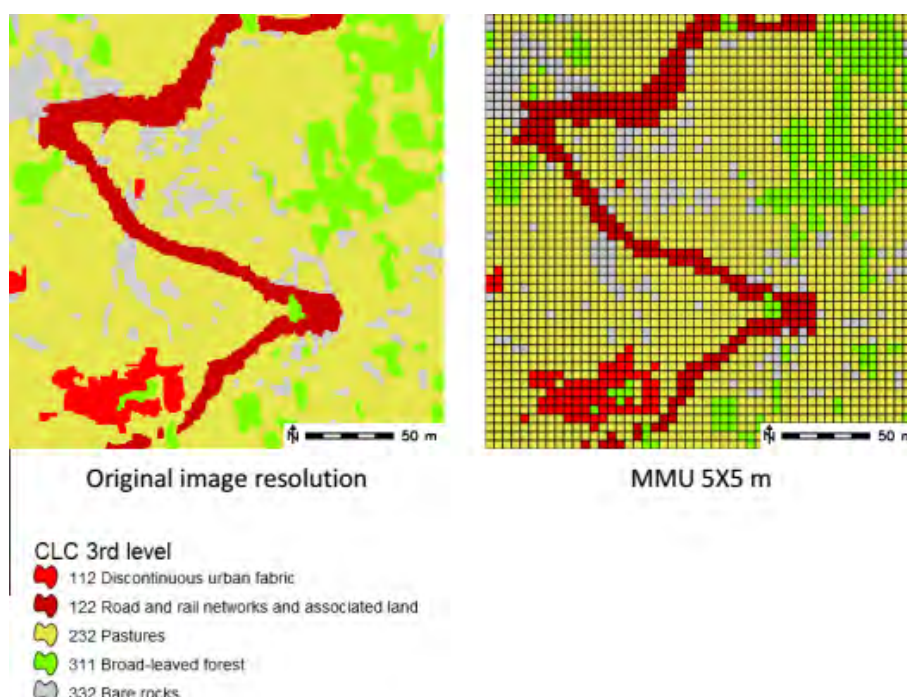 N
50 m
N
50 m
Original image resolution
MMU 5X5 m
CLC 3rd level
112 Discontinuous urban fabric
122 Road and rail networks and associated land
232 Pastures
311 Broad-leaved forest
332 Bare rocks